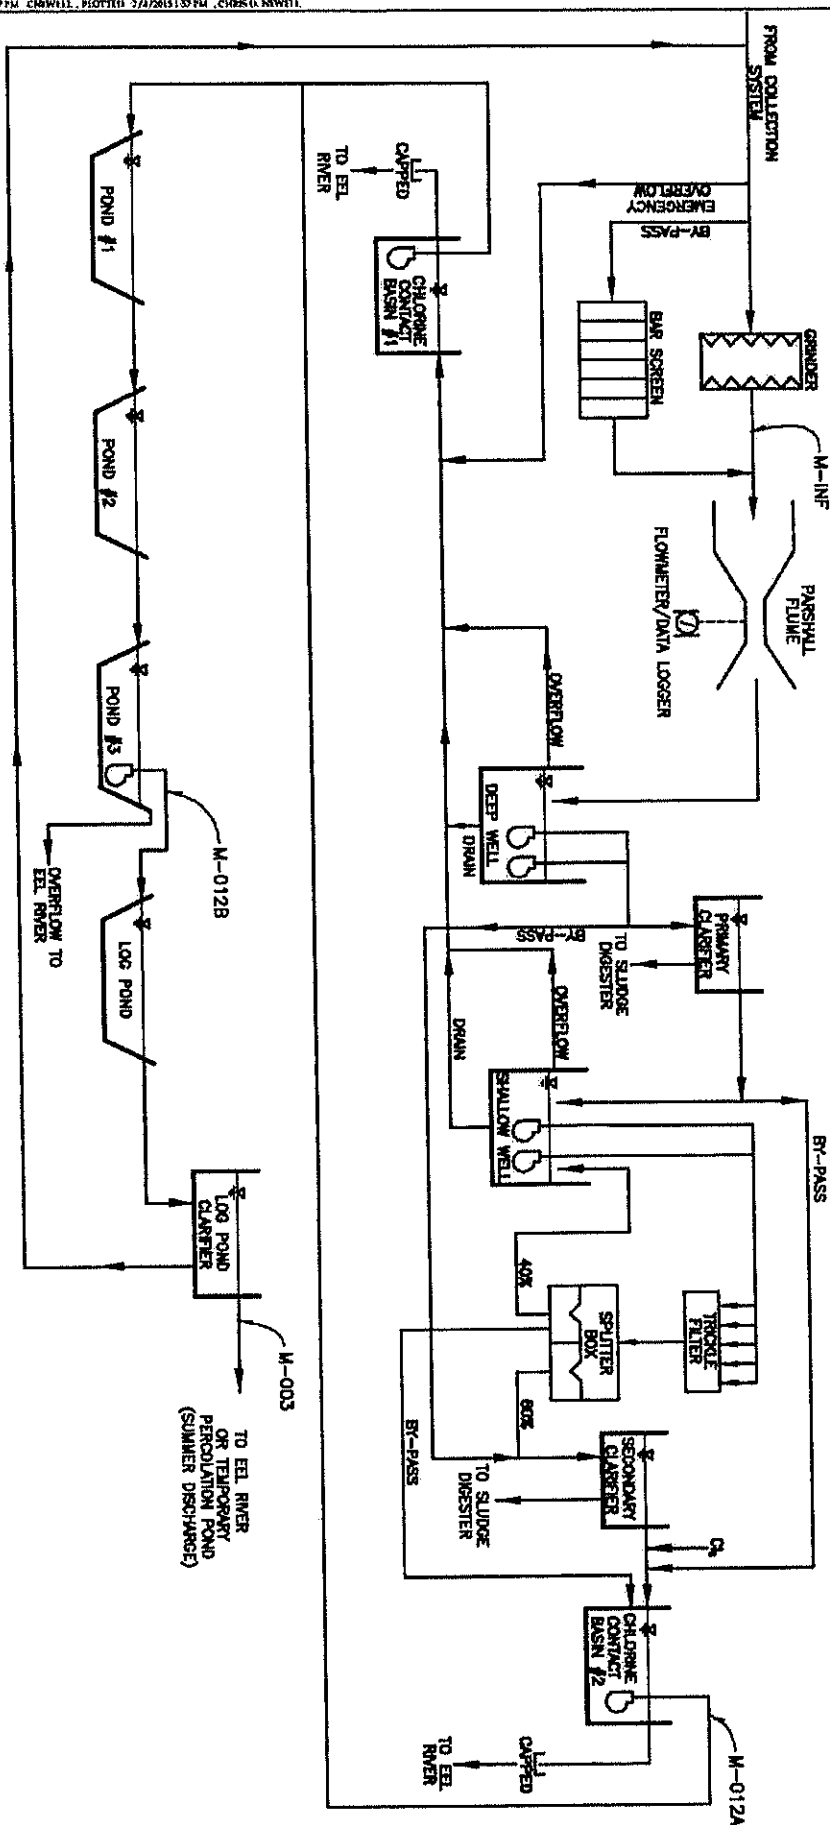 FROM COLLECTION
SYSTEM
EMERGENCY
OVERFLOW
BY-PASS
BAR SCREEN
GRINDER
M-INF
PARSHALL
FLUME
FLOWMETER/DATA LOGGER
CAPPED
TO EEL
RIVER
CHLORINE
CONTACT
BASIN #1
OVERFLOW
DEEP WELL
DRAIN
BY-PASS
PRIMARY
CLARIFIER
TO SLUDGE
DIGESTER
OVERFLOW
DRAIN
SHALLOW WELL
BY-PASS
TRICKLE
FILTER
SPLITTER
BOX
40%
60%
BY-PASS
SECONDARY
CLARIFIER
TO SLUDGE
DIGESTER
CHLORINE
CONTACT
BASIN #2
M-012A
CAPPED
TO EEL
RIVER
POND #1
POND #2
POND #3
M-012B
OVERFLOW TO
EEL RIVER
LOG POND
LOG POND
CLARIFIER
M-003
TO EEL RIVER
OR TEMPORARY
PERCOLATION POND
(SUMMER DISCHARGE)